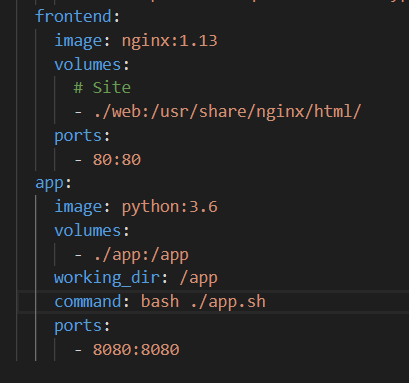 frontend:
image: nginx:1.13
volumes:
# Site
- ./web:/usr/share/nginx/html/
ports:
- 80:80
app:
image: python:3.6
volumes:
- ./app:/app
working_dir: /app
command: bash ./app.sh
ports:
- 8080:8080